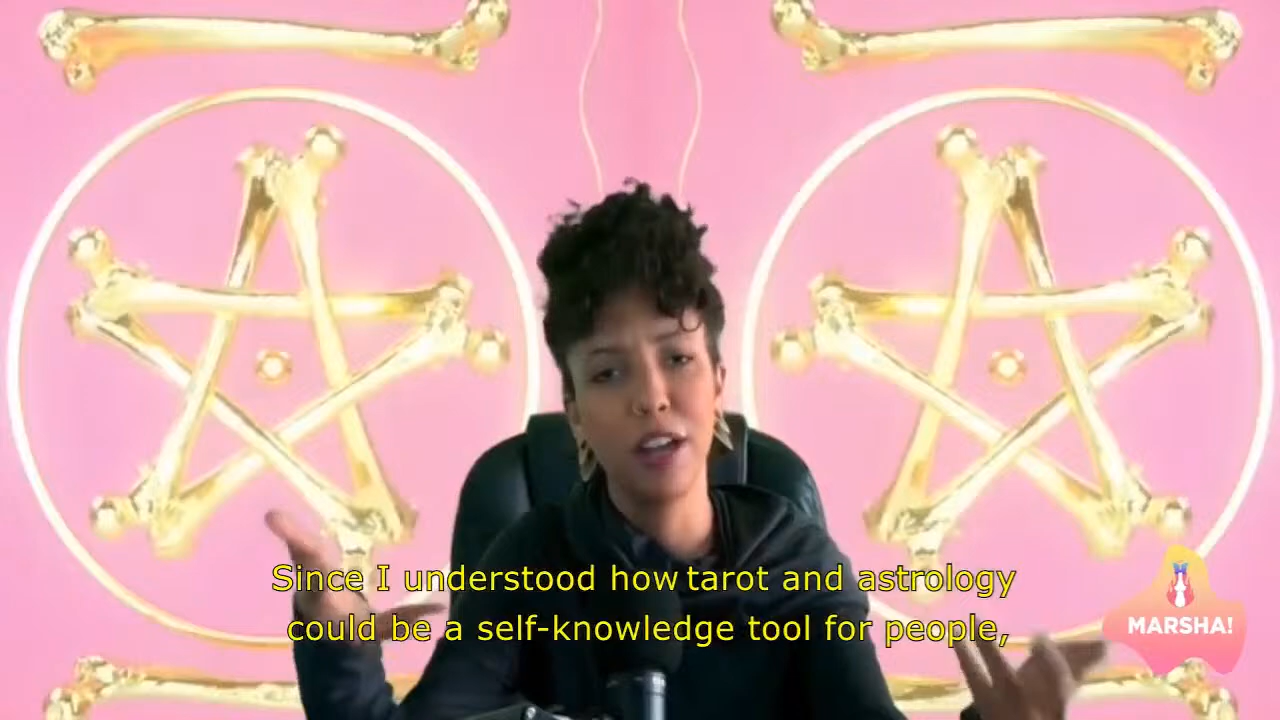 Since I understood how tarot and astrology
could be a self-knowledge tool for people,
MARSHA!